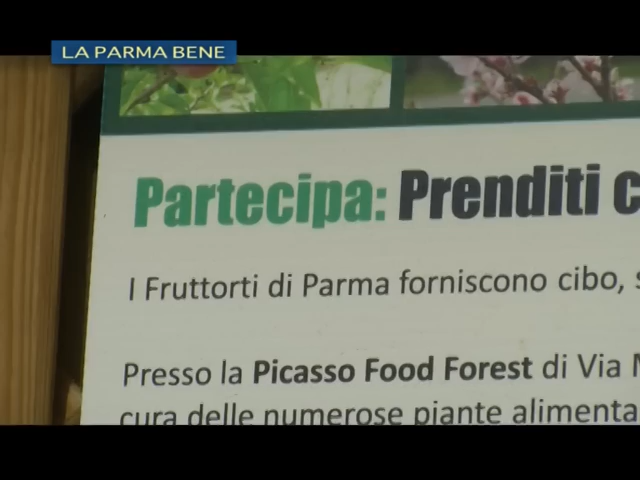 LA PARMA BENE
Partecipa: Prenditi c
I Fruttorti di Parma forniscono cibo, s
Presso la Picasso Food Forest di Via M
cura delle numerose piante alimenta